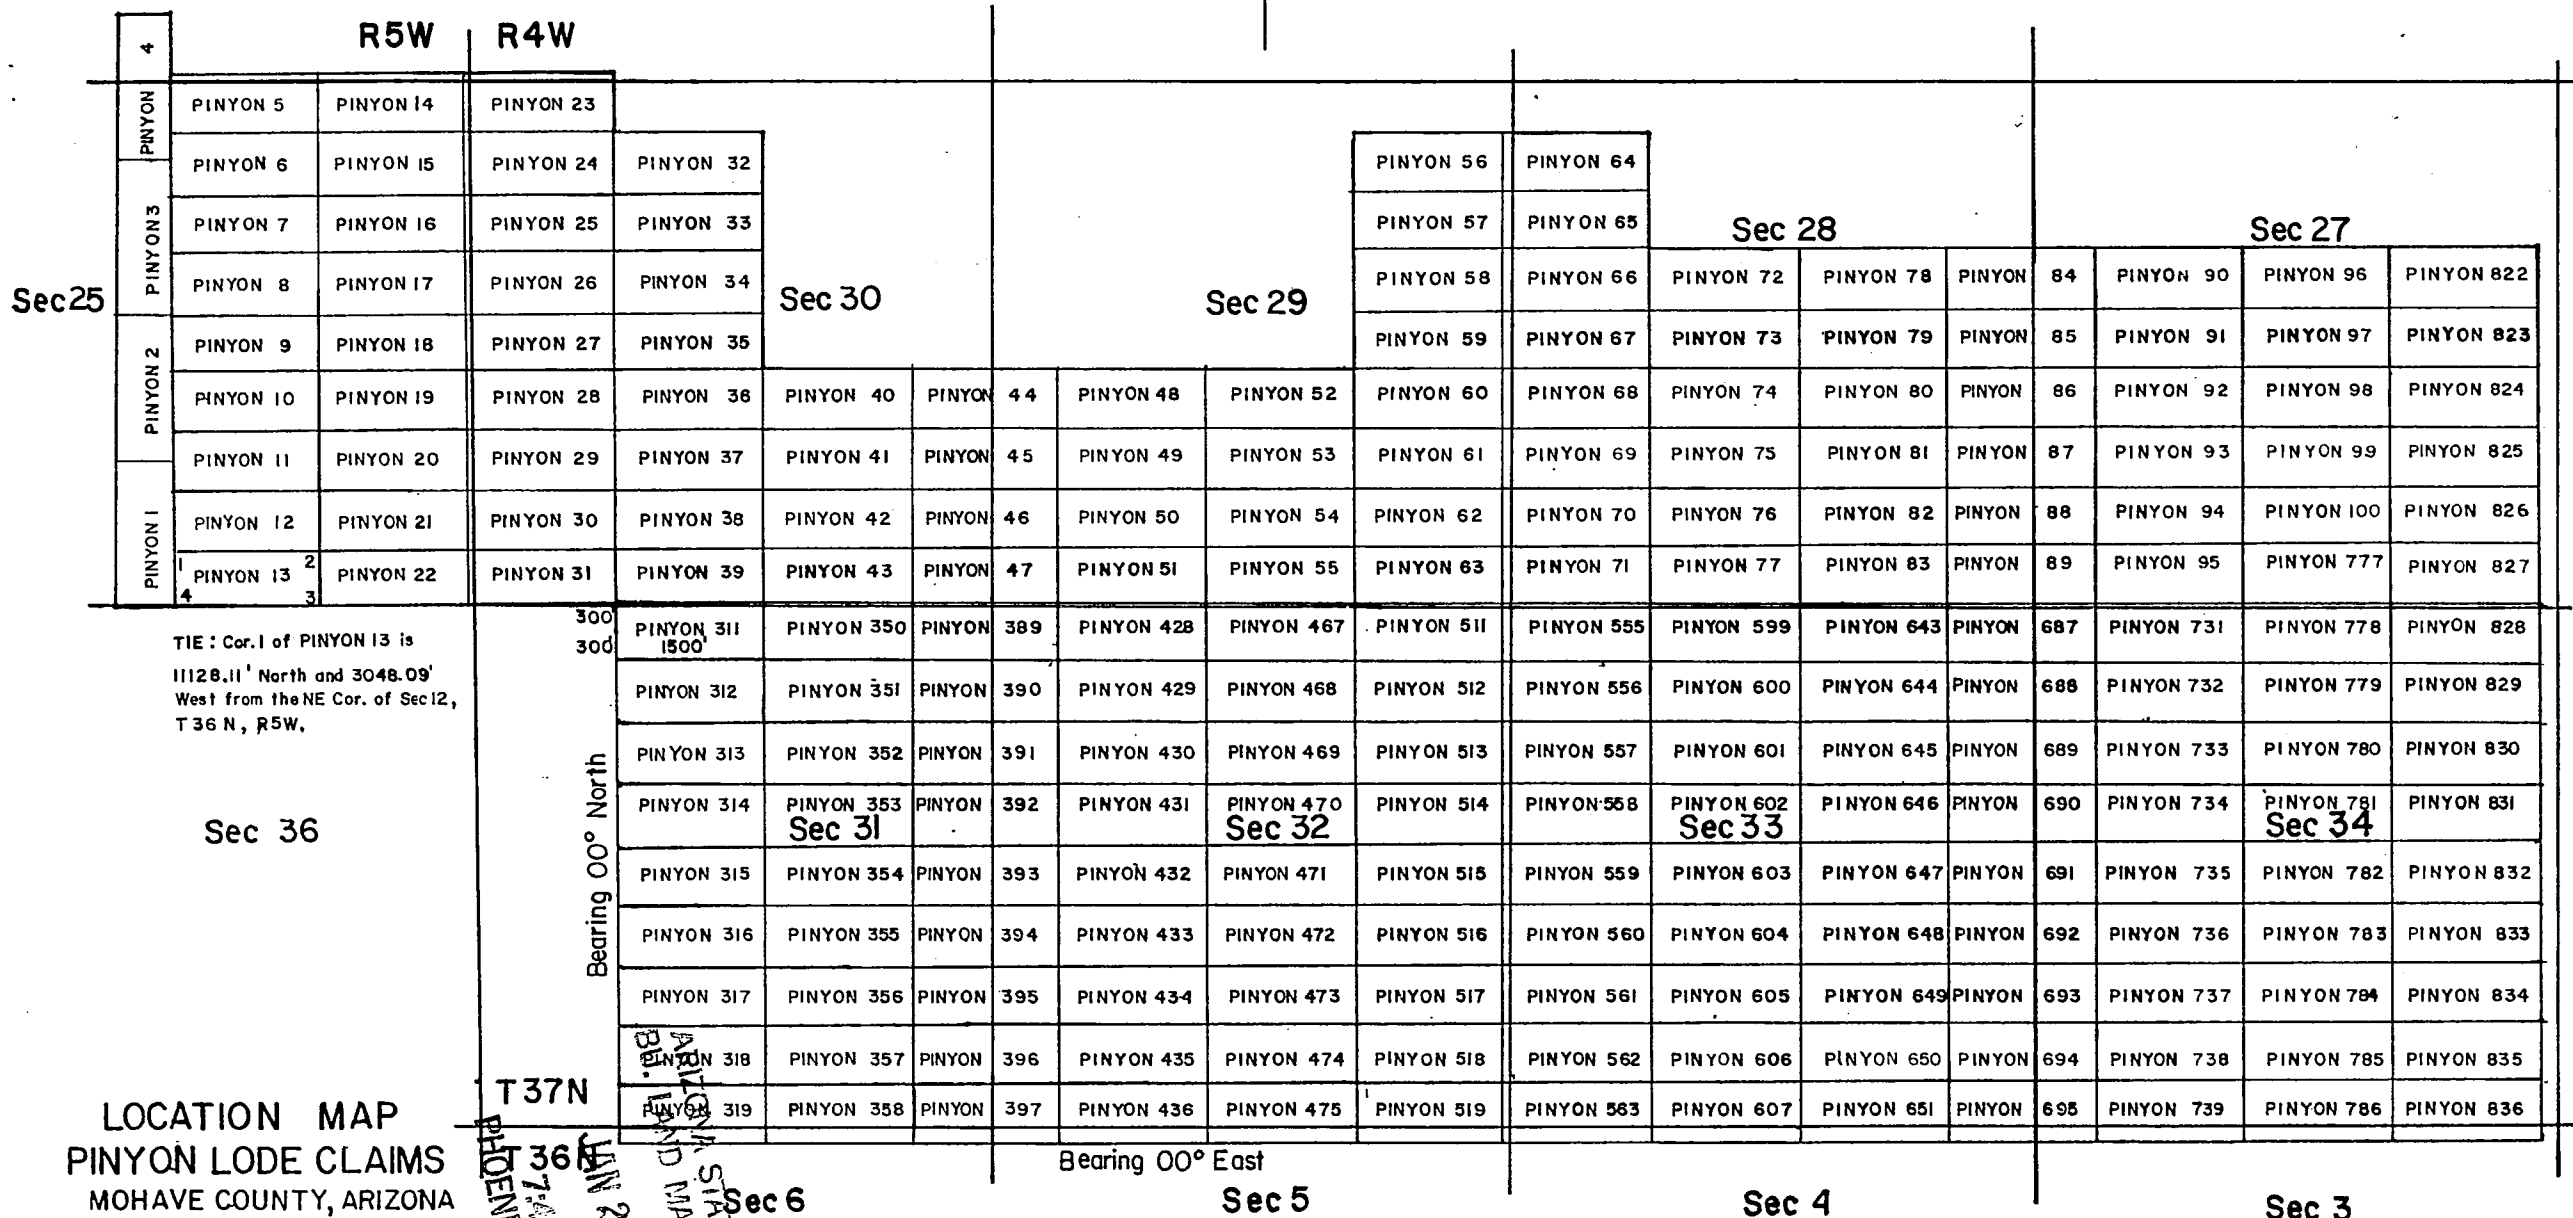 R5W R4W
4
PINYON
PINYON 3
PINYON 2
PINYON 1
PINYON 5 PINYON 14 PINYON 23
PINYON 6 PINYON 15 PINYON 24 PINYON 32 PINYON 56 PINYON 64
PINYON 7 PINYON 16 PINYON 25 PINYON 33 PINYON 57 PINYON 65 Sec 28 Sec 27
PINYON 8 PINYON 17 PINYON 26 PINYON 34 PINYON 58 PINYON 66 PINYON 72 PINYON 78 PINYON 84 PINYON 90 PINYON 96 PINYON 822
Sec 25 Sec 30 Sec 29
PINYON 9 PINYON 18 PINYON 27 PINYON 35 PINYON 59 PINYON 67 PINYON 73 PINYON 79 PINYON 85 PINYON 91 PINYON 97 PINYON 823
PINYON 10 PINYON 19 PINYON 28 PINYON 36 PINYON 40 PINYON 44 PINYON 48 PINYON 52 PINYON 60 PINYON 68 PINYON 74 PINYON 80 PINYON 86 PINYON 92 PINYON 98 PINYON 824
PINYON 11 PINYON 20 PINYON 29 PINYON 37 PINYON 41 PINYON 45 PINYON 49 PINYON 53 PINYON 61 PINYON 69 PINYON 75 PINYON 81 PINYON 87 PINYON 93 PINYON 99 PINYON 825
PINYON 12 PINYON 21 PINYON 30 PINYON 38 PINYON 42 PINYON 46 PINYON 50 PINYON 54 PINYON 62 PINYON 70 PINYON 76 PINYON 82 PINYON 88 PINYON 94 PINYON 100 PINYON 826
1 2
PINYON 13 PINYON 22 PINYON 31 PINYON 39 PINYON 43 PINYON 47 PINYON 51 PINYON 55 PINYON 63 PINYON 71 PINYON 77 PINYON 83 PINYON 89 PINYON 95 PINYON 777 PINYON 827
4 3
300
300 PINYON 311 PINYON 350 PINYON 389 PINYON 428 PINYON 467 PINYON 511 PINYON 555 PINYON 599 PINYON 643 PINYON 687 PINYON 731 PINYON 778 PINYON 828
1500'
TIE: Cor. 1 of PINYON 13 is
11128.11' North and 3048.09'
West from the NE Cor. of Sec 12,
T 36 N, R5W.
PINYON 312 PINYON 351 PINYON 390 PINYON 429 PINYON 468 PINYON 512 PINYON 556 PINYON 600 PINYON 644 PINYON 688 PINYON 732 PINYON 779 PINYON 829
PINYON 313 PINYON 352 PINYON 391 PINYON 430 PINYON 469 PINYON 513 PINYON 557 PINYON 601 PINYON 645 PINYON 689 PINYON 733 PINYON 780 PINYON 830
PINYON 314 PINYON 353 PINYON 392 PINYON 431 PINYON 470 PINYON 514 PINYON 558 PINYON 602 PINYON 646 PINYON 690 PINYON 734 PINYON 781 PINYON 831
Sec 36 Sec 31 Sec 32 Sec 33 Sec 34
Bearing 00° North
PINYON 315 PINYON 354 PINYON 393 PINYON 432 PINYON 471 PINYON 515 PINYON 559 PINYON 603 PINYON 647 PINYON 691 PINYON 735 PINYON 782 PINYON 832
PINYON 316 PINYON 355 PINYON 394 PINYON 433 PINYON 472 PINYON 516 PINYON 560 PINYON 604 PINYON 648 PINYON 692 PINYON 736 PINYON 783 PINYON 833
PINYON 317 PINYON 356 PINYON 395 PINYON 434 PINYON 473 PINYON 517 PINYON 561 PINYON 605 PINYON 649 PINYON 693 PINYON 737 PINYON 784 PINYON 834
PINYON 318 PINYON 357 PINYON 396 PINYON 435 PINYON 474 PINYON 518 PINYON 562 PINYON 606 PINYON 650 PINYON 694 PINYON 738 PINYON 785 PINYON 835
PINYON 319 PINYON 358 PINYON 397 PINYON 436 PINYON 475 PINYON 519 PINYON 563 PINYON 607 PINYON 651 PINYON 695 PINYON 739 PINYON 786 PINYON 836
T37N
T36N
Bearing 00° East
Sec 6 Sec 5 Sec 4 Sec 3
LOCATION MAP
PINYON LODE CLAIMS
MOHAVE COUNTY, ARIZONA
ARIZONA STA
LAND MA
JAN 2
PHOEN